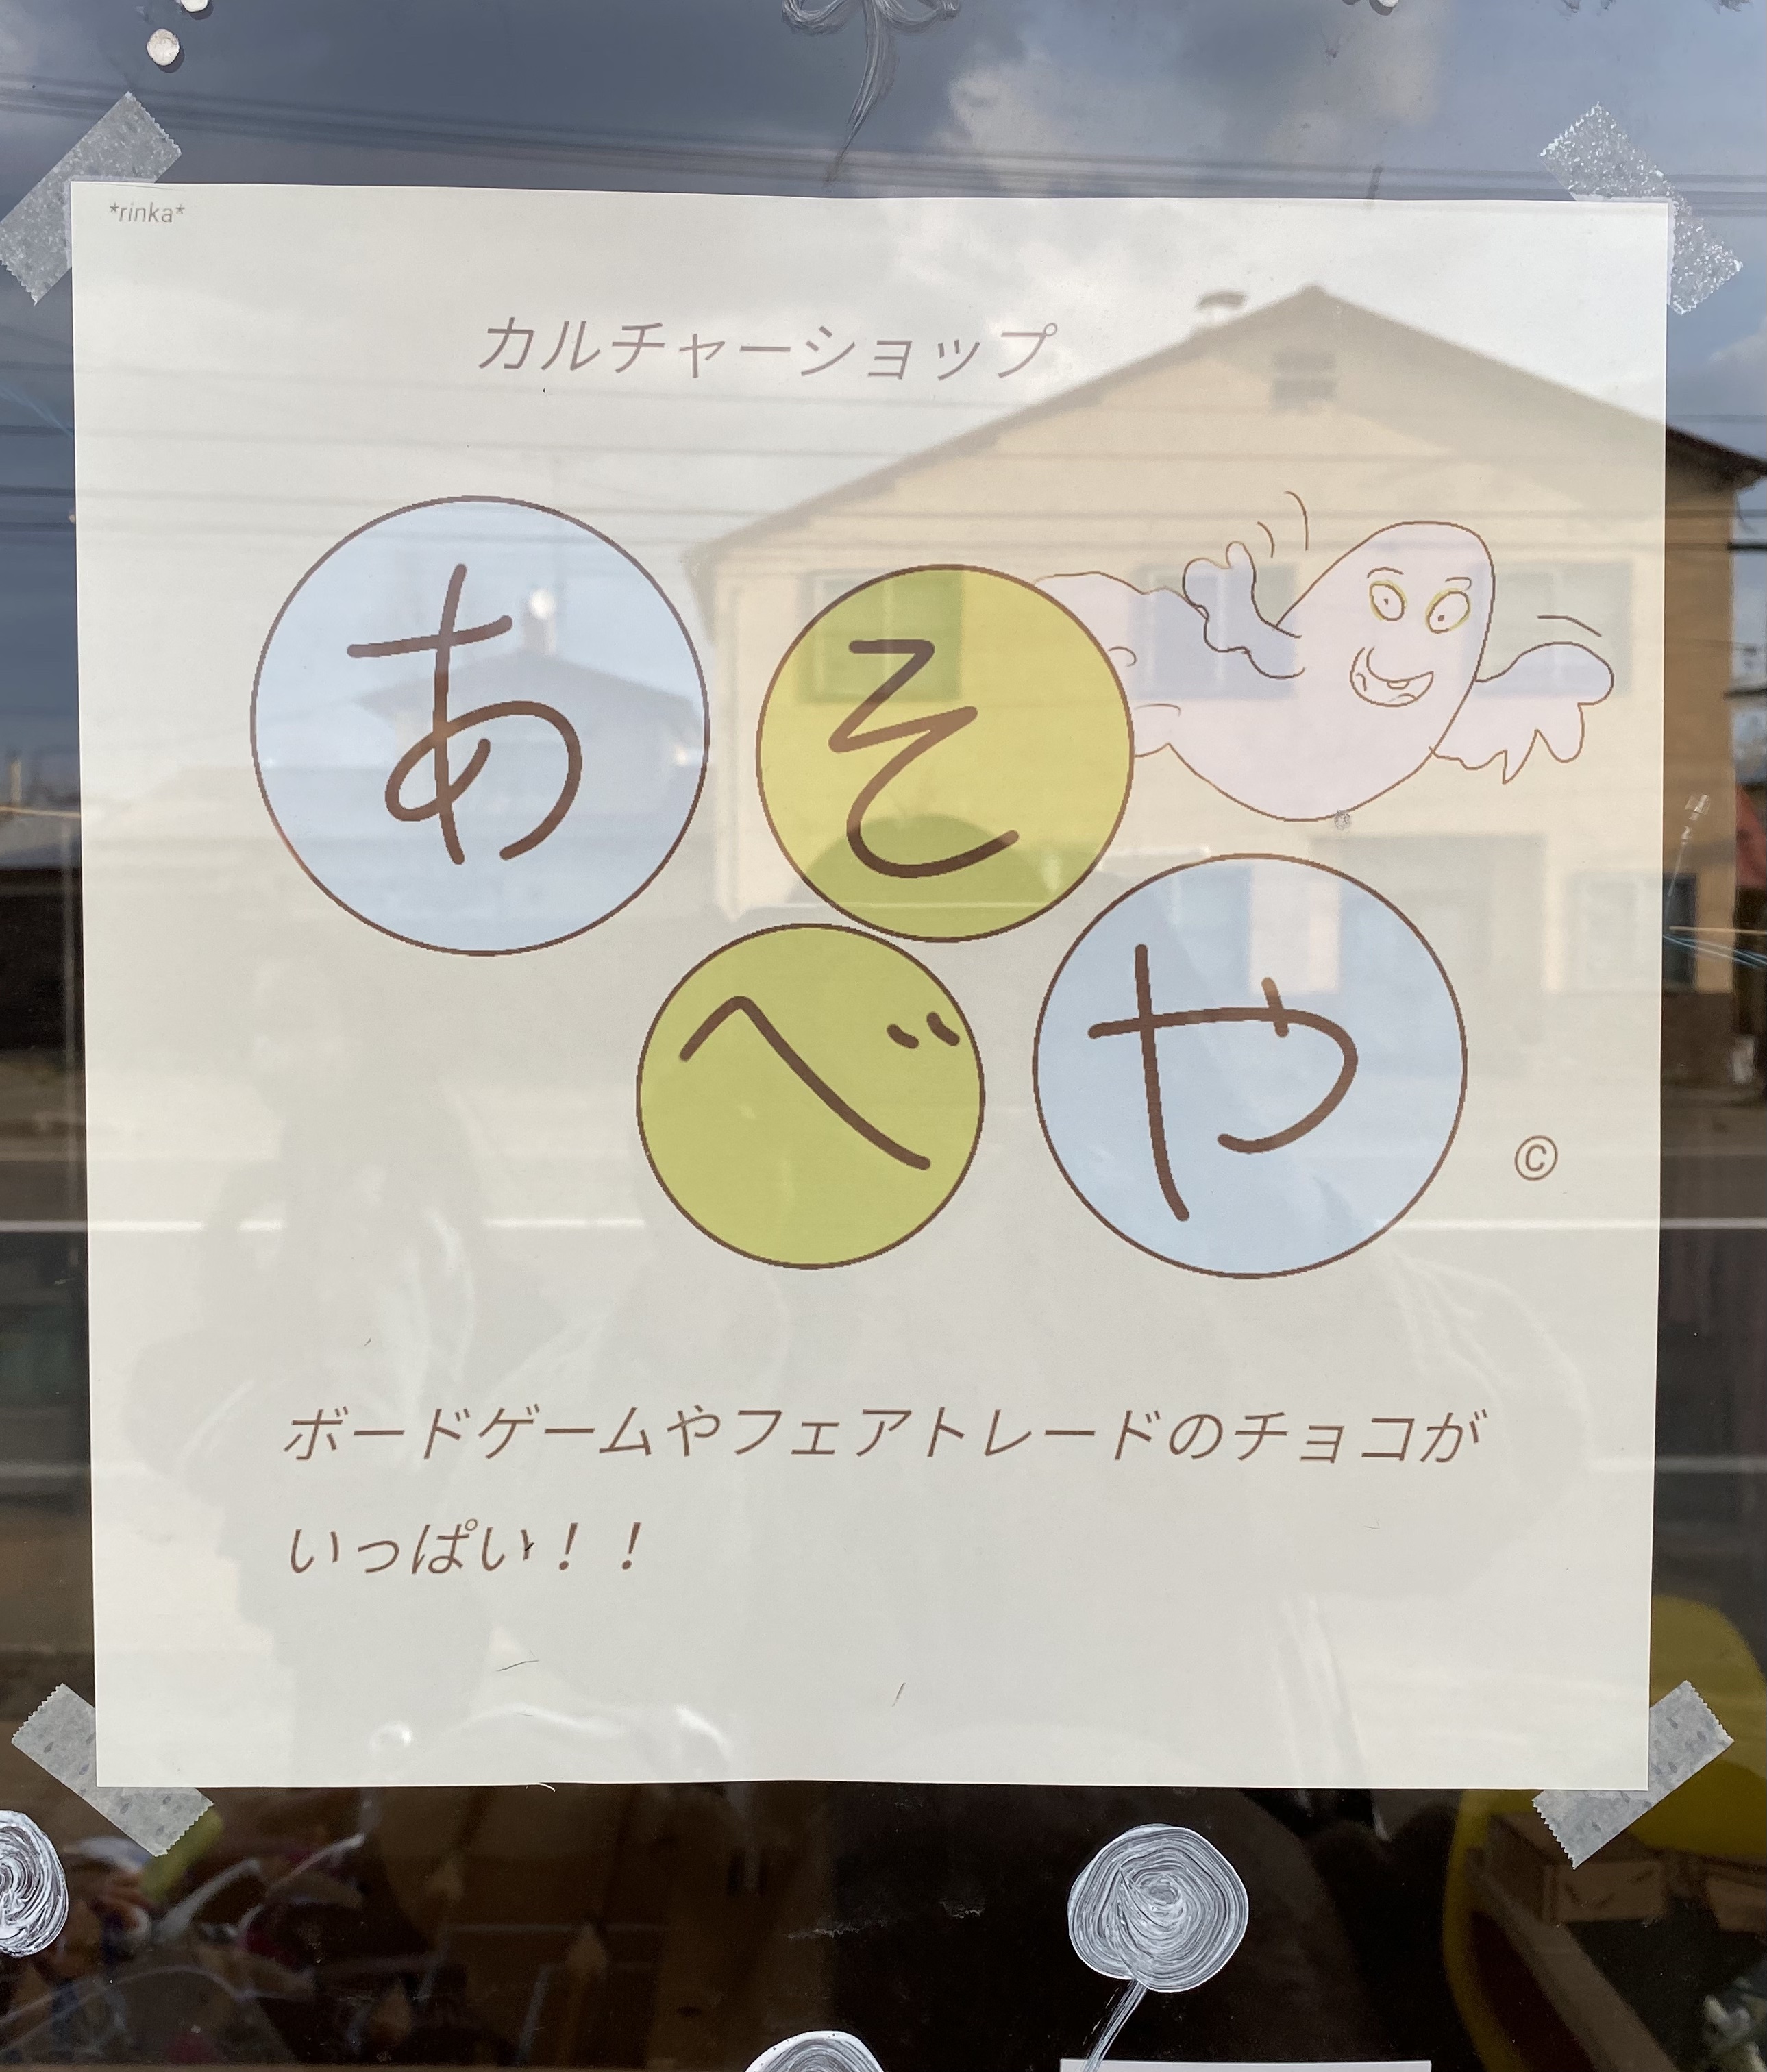 *rinka*
カルチャーショップ
あそ
べや
©
ボードゲームやフェアトレードのチョコが
いっぱい！！